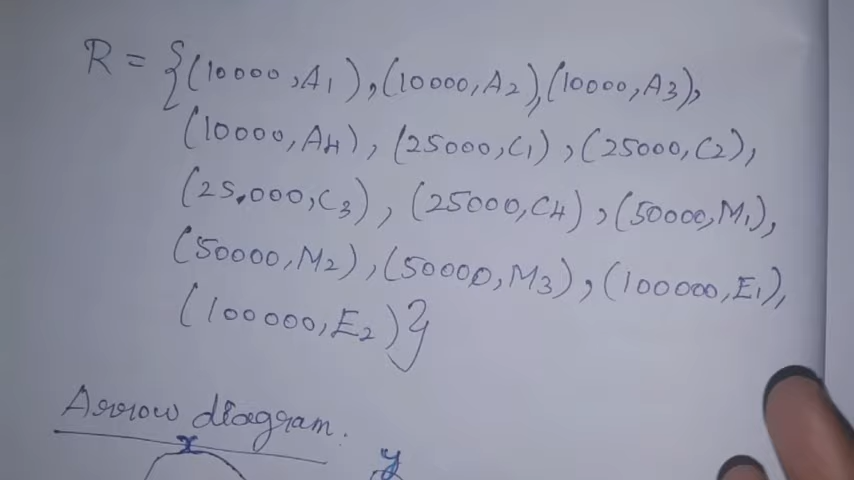 R = {(10000, A1), (10000, A2), (10000, A3),
(10000, A4), (25000, C1), (25000, C2),
(25,000, C3), (25000, C4), (50000, M1),
(50000, M2), (50000, M3), (100000, E1),
(100000, E2)}
Arrow diagram.
x y